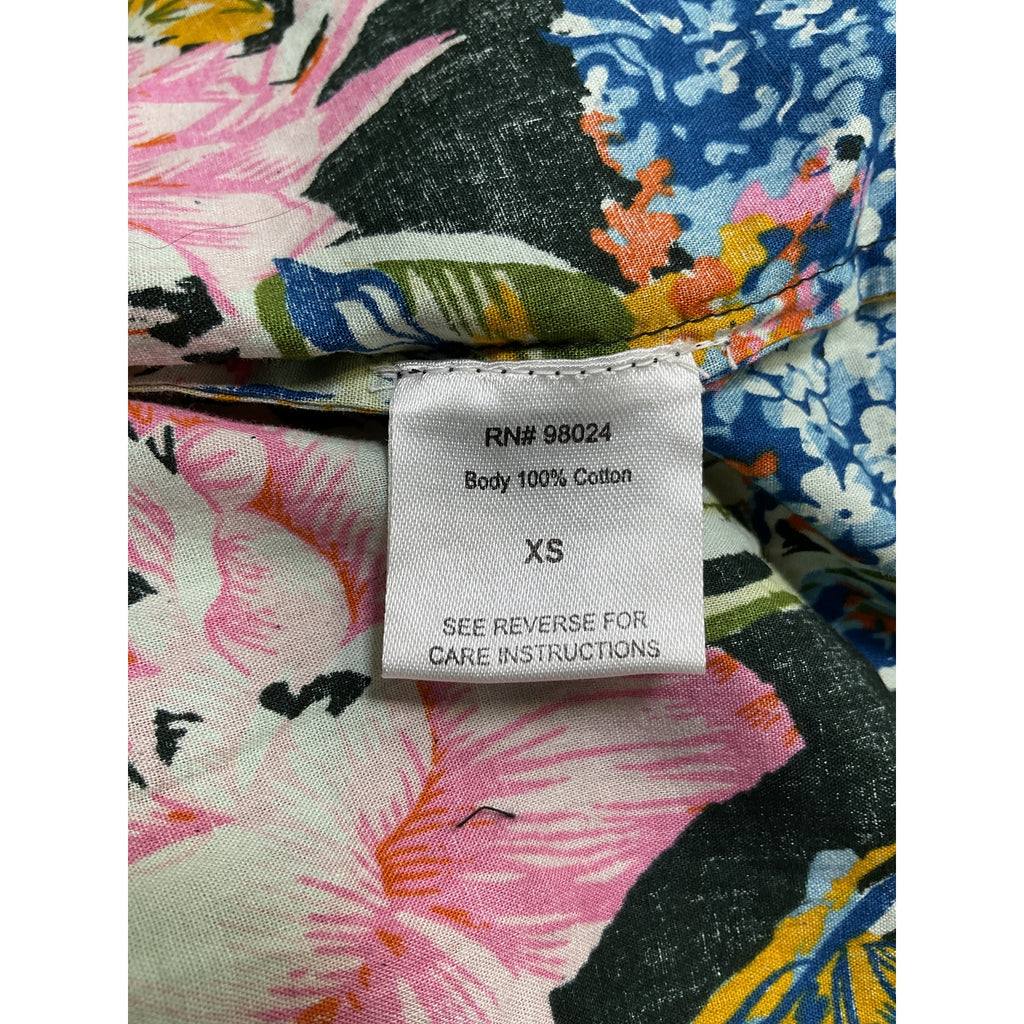 RN# 98024
Body 100% Cotton
XS
SEE REVERSE FOR
CARE INSTRUCTIONS